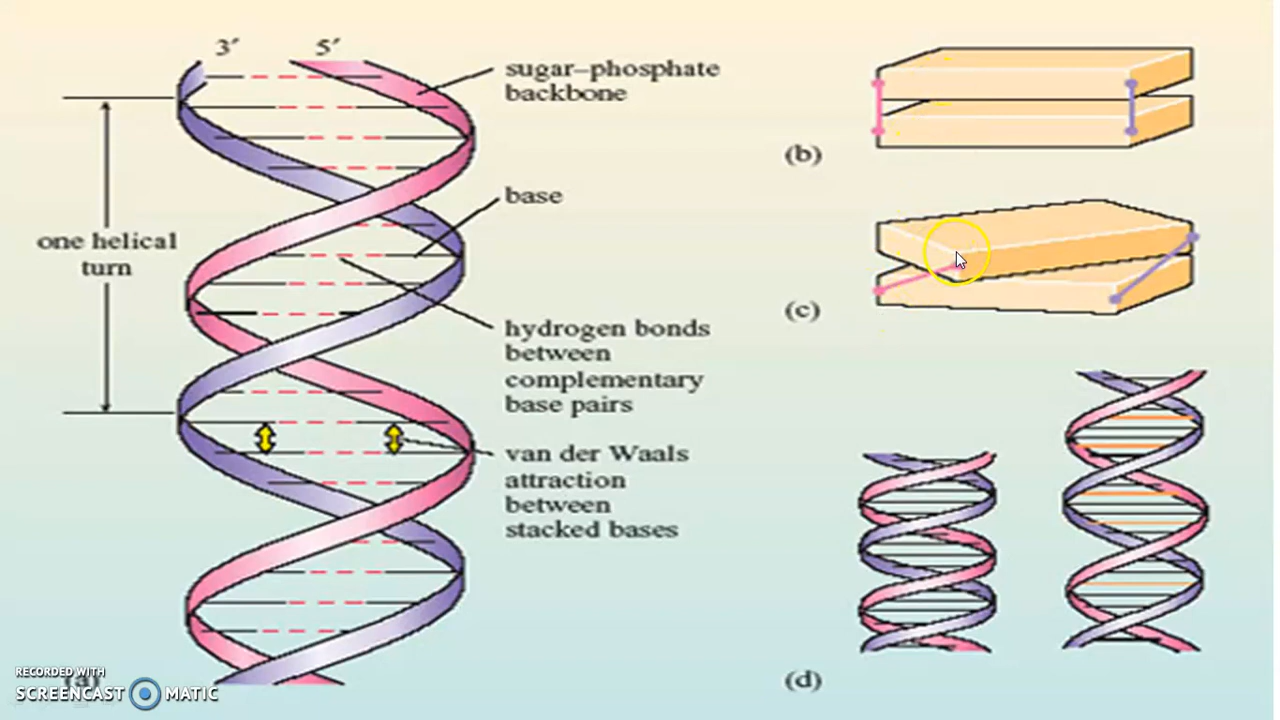 3′ 5′
sugar–phosphate
backbone
base
one helical
turn
hydrogen bonds
between
complementary
base pairs
van der Waals
attraction
between
stacked bases
(a)
(b)
(c)
(d)
RECORDED WITH
SCREENCAST MATIC